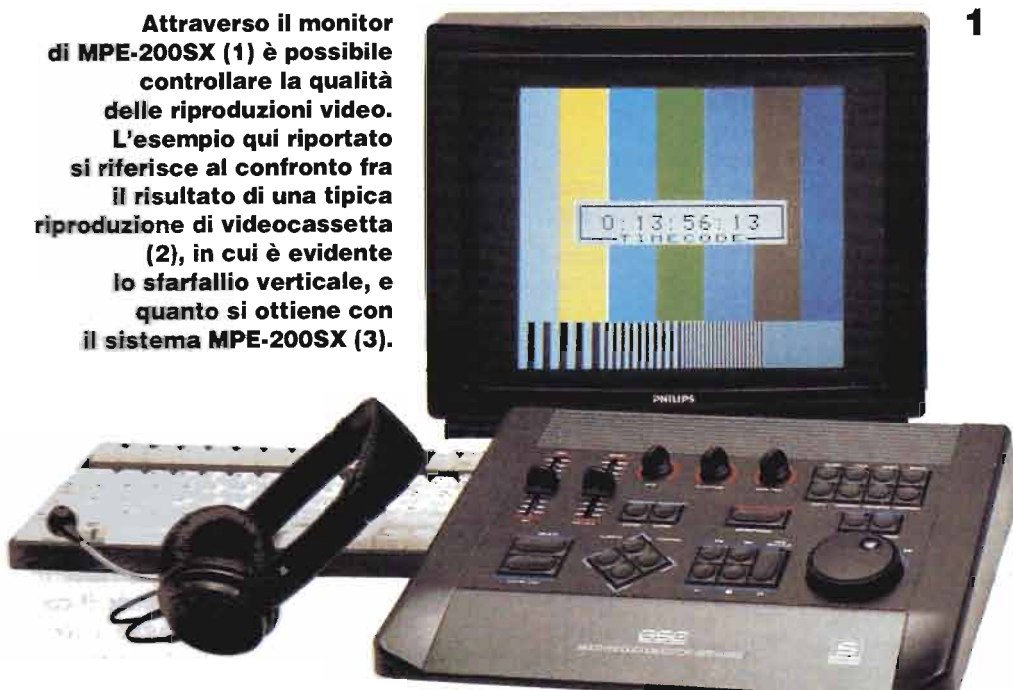 Attraverso il monitor
di MPE-200SX (1) è possibile
controllare la qualità
delle riproduzioni video.
L'esempio qui riportato
si riferisce al confronto fra
il risultato di una tipica
riproduzione di videocassetta
(2), in cui è evidente
lo sfarfallio verticale, e
quanto si ottiene con
il sistema MPE-200SX (3).
1
0:13:56:13
TIMECODE
PHILIPS